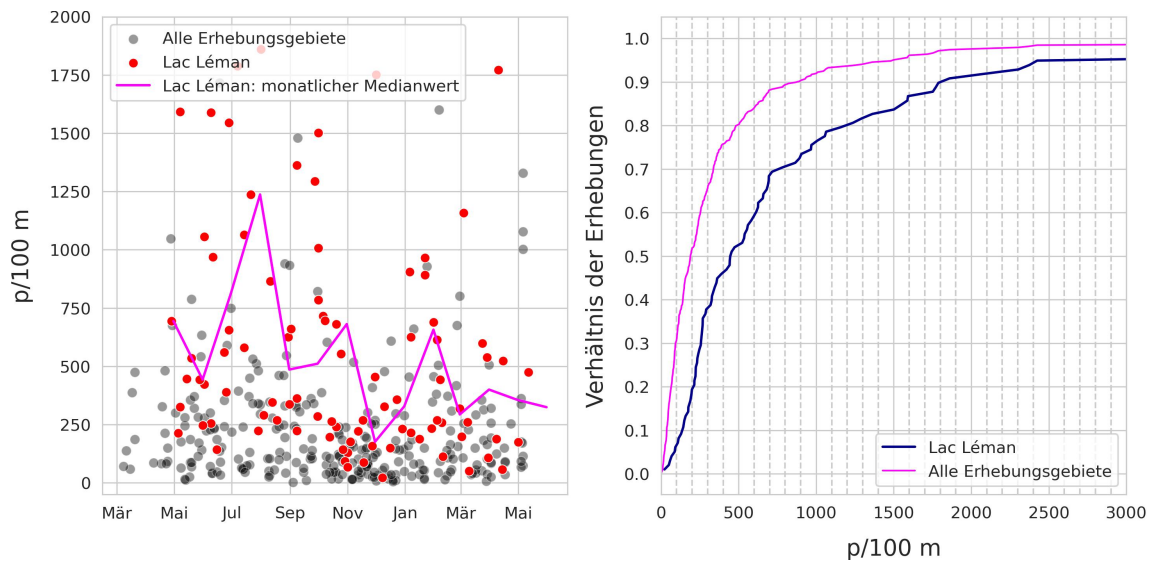 Alle Erhebungsgebiete
Lac Léman
Lac Léman: monatlicher Medianwert
p/100 m
2000
1750
1500
1250
1000
750
500
250
0
Mär Mai Jul Sep Nov Jan Mär Mai
Verhältnis der Erhebungen
1.0
0.9
0.8
0.7
0.6
0.5
0.4
0.3
0.2
0.1
0.0
Lac Léman
Alle Erhebungsgebiete
0 500 1000 1500 2000 2500 3000
p/100 m